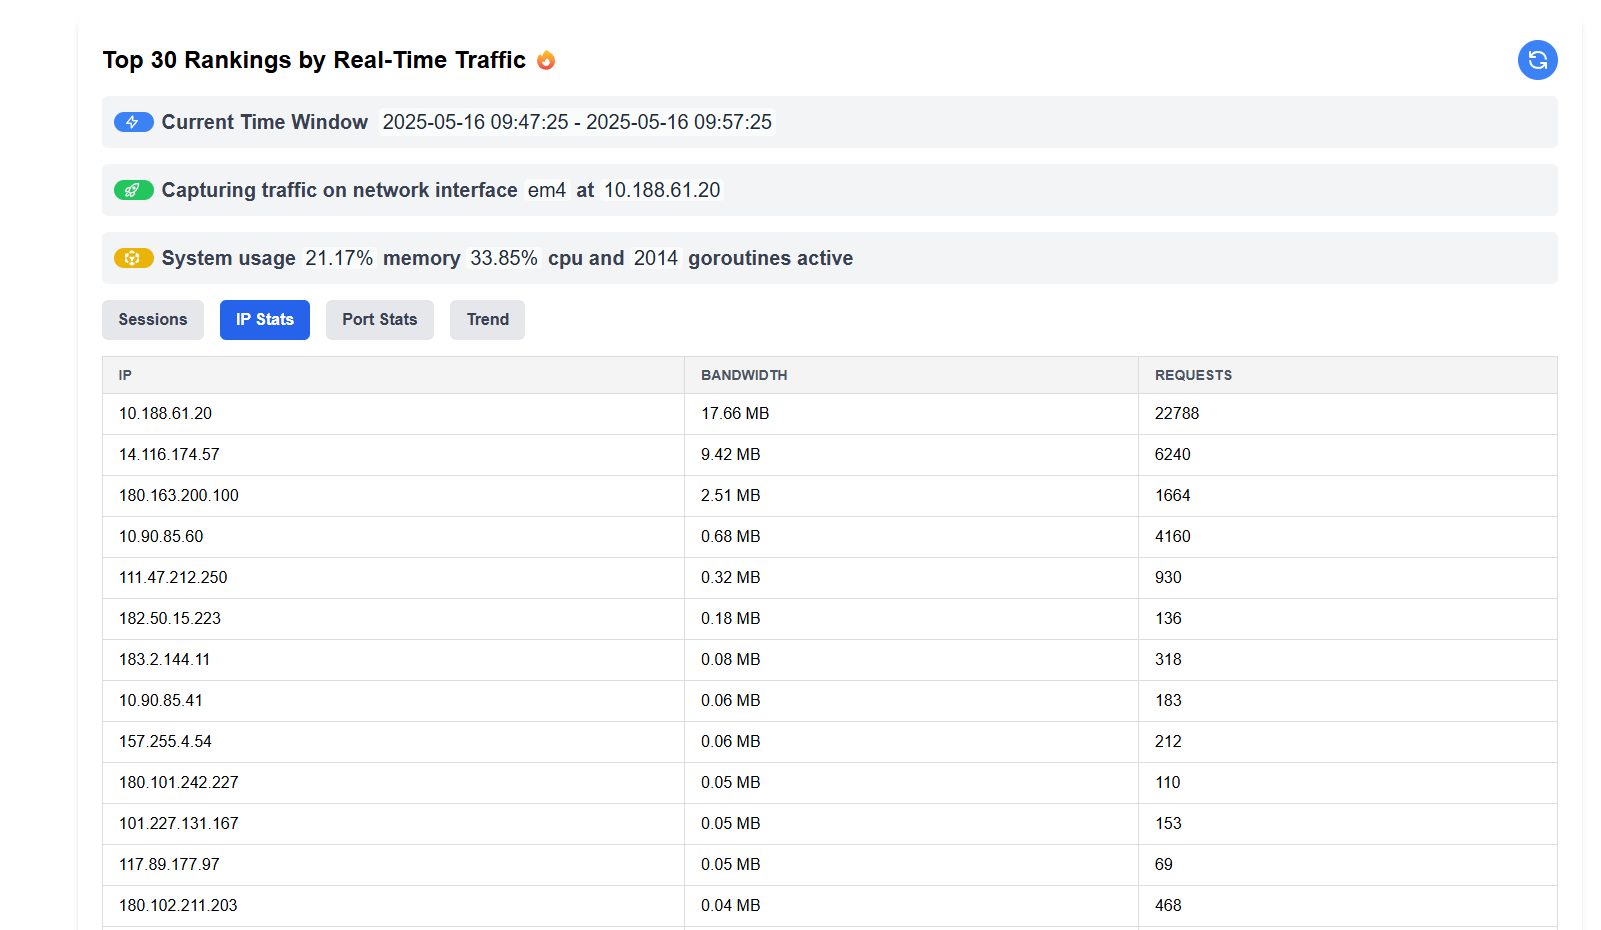 Top 30 Rankings by Real-Time Traffic
Current Time Window 2025-05-16 09:47:25 - 2025-05-16 09:57:25
Capturing traffic on network interface em4 at 10.188.61.20
System usage 21.17% memory 33.85% cpu and 2014 goroutines active
Sessions IP Stats Port Stats Trend
IP BANDWIDTH REQUESTS
10.188.61.20 17.66 MB 22788
14.116.174.57 9.42 MB 6240
180.163.200.100 2.51 MB 1664
10.90.85.60 0.68 MB 4160
111.47.212.250 0.32 MB 930
182.50.15.223 0.18 MB 136
183.2.144.11 0.08 MB 318
10.90.85.41 0.06 MB 183
157.255.4.54 0.06 MB 212
180.101.242.227 0.05 MB 110
101.227.131.167 0.05 MB 153
117.89.177.97 0.05 MB 69
180.102.211.203 0.04 MB 468